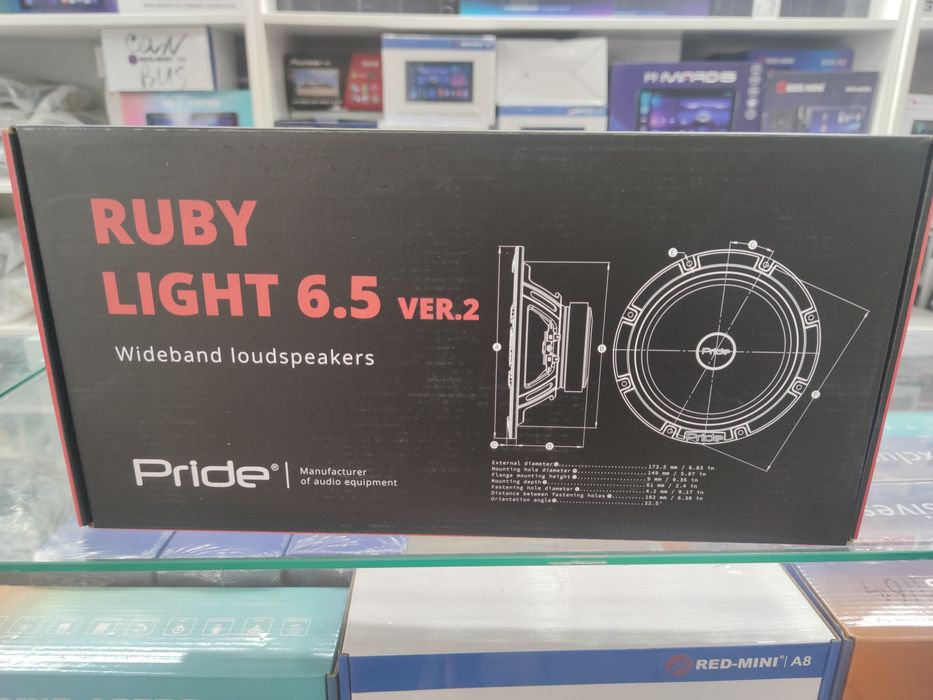 CAN
BUS
RUBY
LIGHT 6.5 VER.2
Wideband loudspeakers
Pride® Manufacturer
of audio equipment
Pride
Pride
External diameter A 173.5 mm / 6.83 in
Mounting hole diameter B 149 mm / 5.87 in
Flange mounting height C 9 mm / 0.36 in
Mounting depth D 61 mm / 2.4 in
Fastening hole diameter E 4.2 mm / 0.17 in
Distance between fastening holes F 162 mm / 6.38 in
Orientation angle G 22.5°
RED-MINI® A8